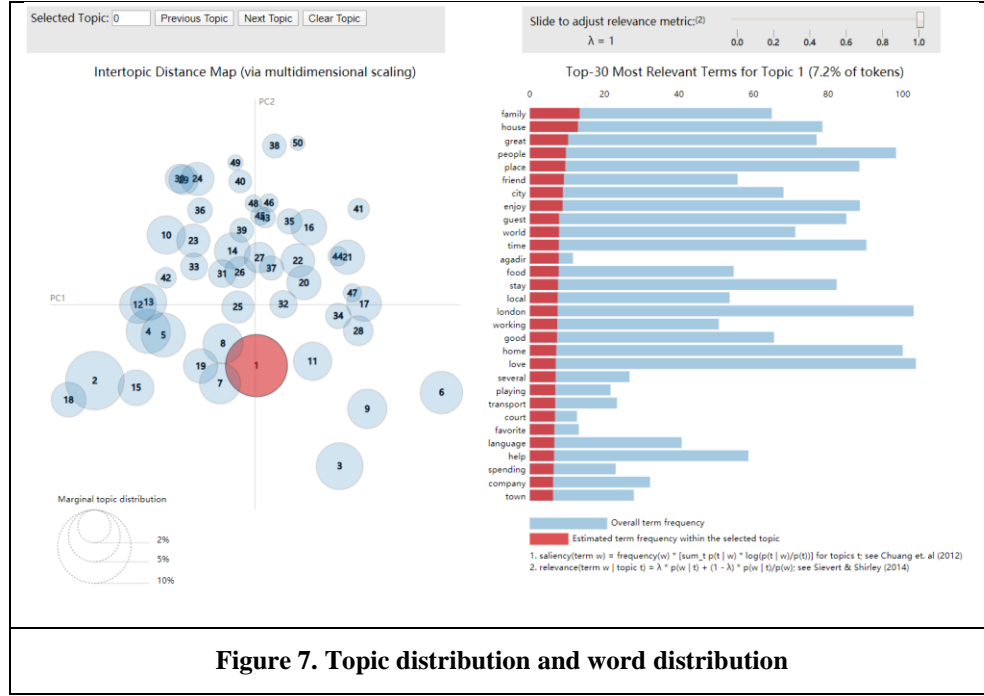 Selected Topic: 0 Previous Topic Next Topic Clear Topic
Slide to adjust relevance metric:(2)
λ = 1
0.0 0.2 0.4 0.6 0.8 1.0
Intertopic Distance Map (via multidimensional scaling)
PC2
PC1
38
50
49
24
40
36
48
46
41
35
16
39
10
23
14
27
22
44
21
33
31
26
37
42
20
47
12
13
25
32
17
34
4
5
28
8
19
1
11
2
7
15
18
6
9
3
Marginal topic distribution
2%
5%
10%
Top-30 Most Relevant Terms for Topic 1 (7.2% of tokens)
0 20 40 60 80 100
family
house
great
people
place
friend
city
enjoy
guest
world
time
agadir
food
stay
local
london
working
good
home
love
several
playing
transport
court
favorite
language
help
spending
company
town
Overall term frequency
Estimated term frequency within the selected topic
1. saliency(term w) = frequency(w) * [sum_t p(t | w) * log(p(t | w)/p(t))] for topics t; see Chuang et. al (2012)
2. relevance(term w | topic t) = λ * p(w | t) + (1 - λ) * p(w | t)/p(w); see Sievert & Shirley (2014)
Figure 7. Topic distribution and word distribution